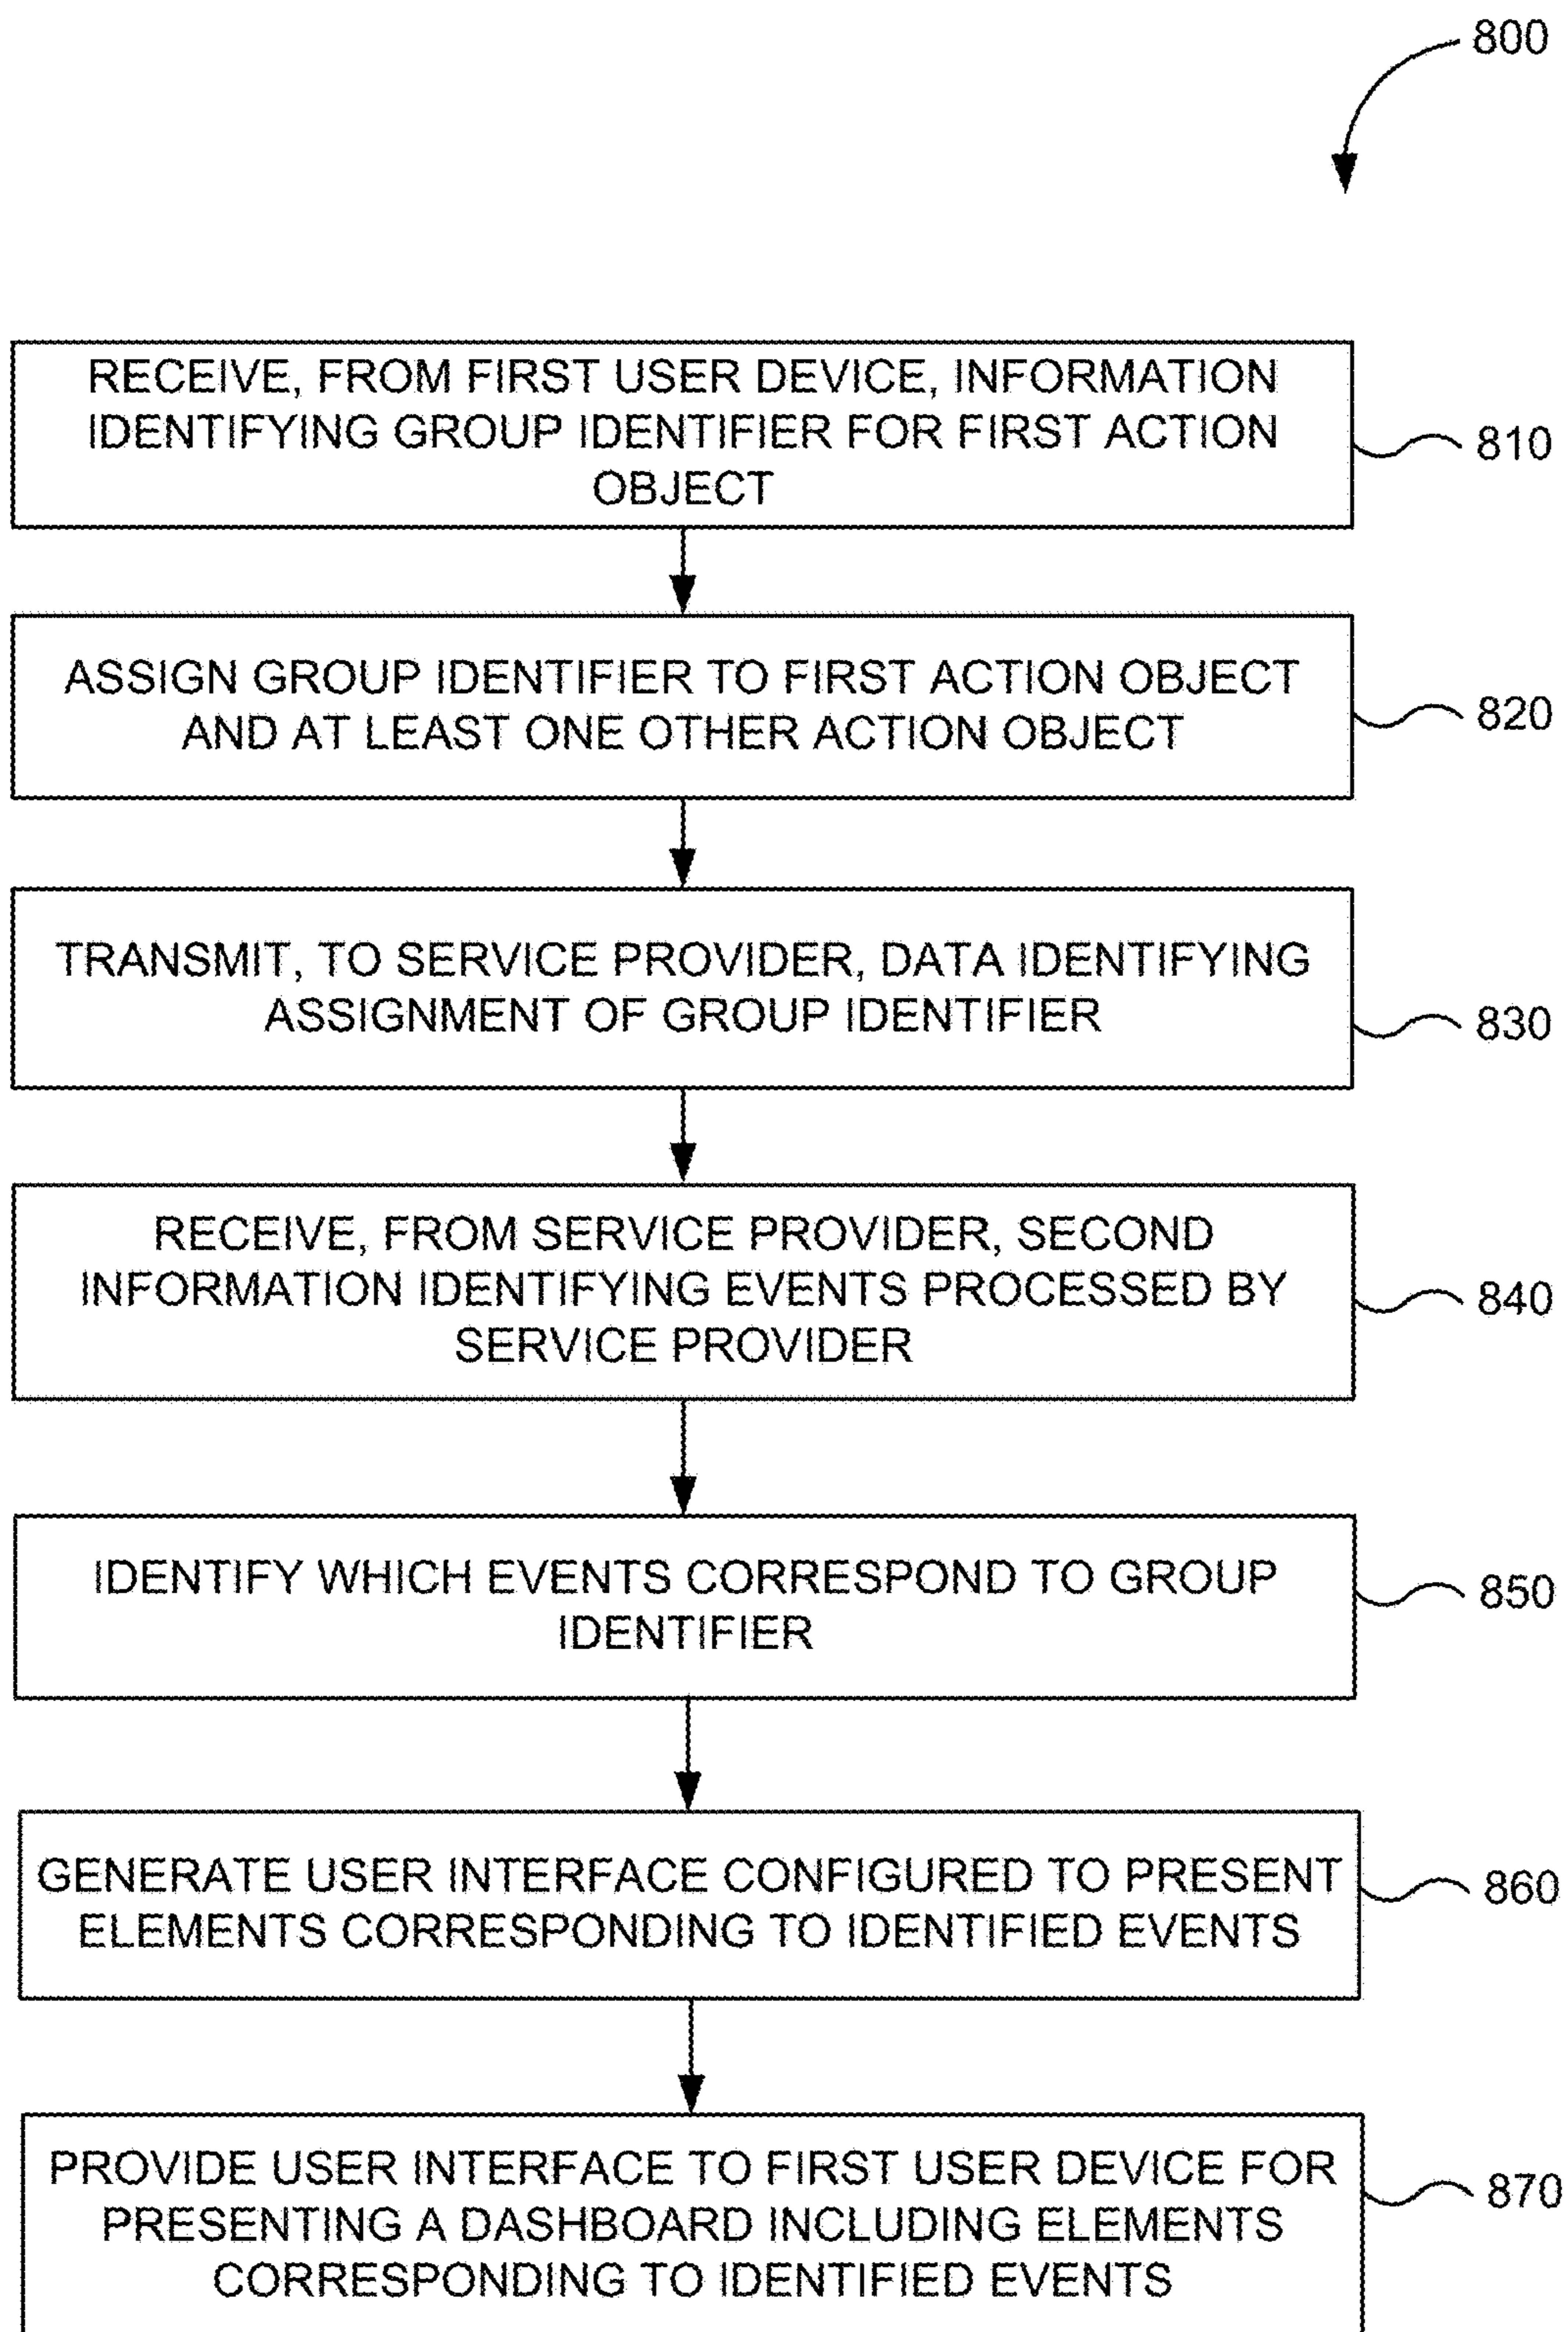 800
RECEIVE, FROM FIRST USER DEVICE, INFORMATION
IDENTIFYING GROUP IDENTIFIER FOR FIRST ACTION
OBJECT
810
ASSIGN GROUP IDENTIFIER TO FIRST ACTION OBJECT
AND AT LEAST ONE OTHER ACTION OBJECT
820
TRANSMIT, TO SERVICE PROVIDER, DATA IDENTIFYING
ASSIGNMENT OF GROUP IDENTIFIER
830
RECEIVE, FROM SERVICE PROVIDER, SECOND
INFORMATION IDENTIFYING EVENTS PROCESSED BY
SERVICE PROVIDER
840
IDENTIFY WHICH EVENTS CORRESPOND TO GROUP
IDENTIFIER
850
GENERATE USER INTERFACE CONFIGURED TO PRESENT
ELEMENTS CORRESPONDING TO IDENTIFIED EVENTS
860
PROVIDE USER INTERFACE TO FIRST USER DEVICE FOR
PRESENTING A DASHBOARD INCLUDING ELEMENTS
CORRESPONDING TO IDENTIFIED EVENTS
870